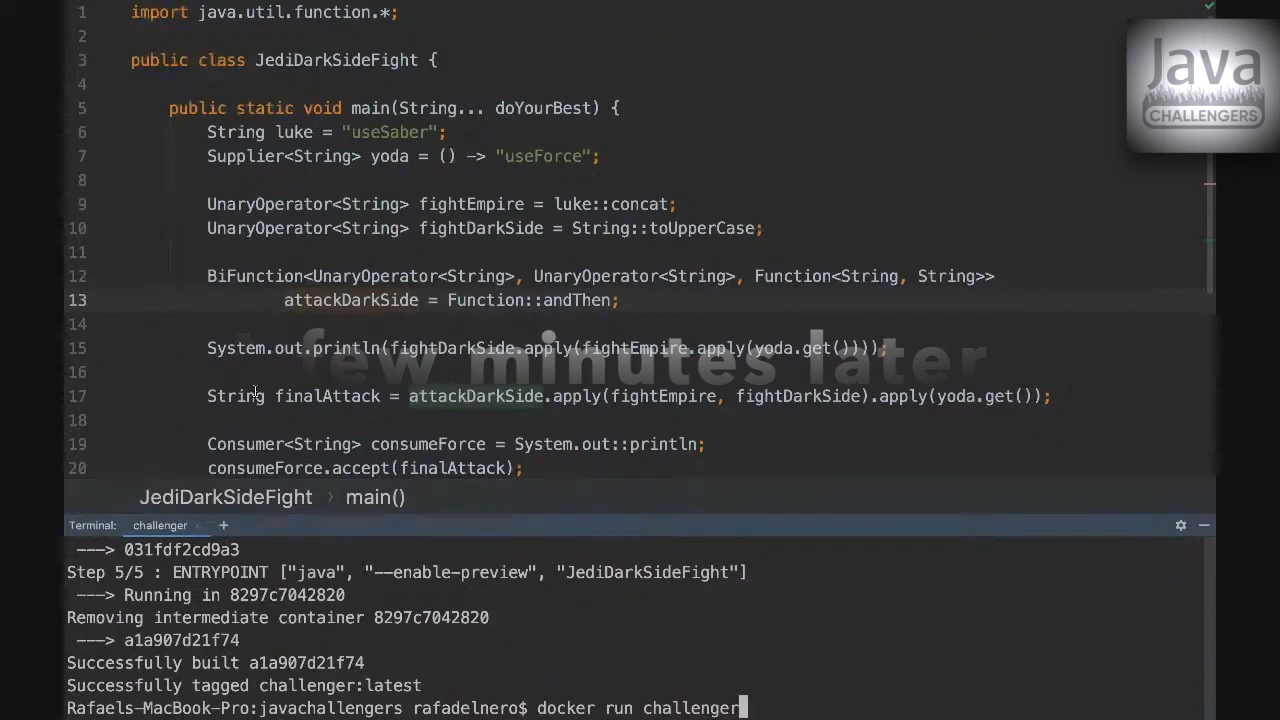 1 import java.util.function.*;
2
3 public class JediDarkSideFight {
4
5 public static void main(String... doYourBest) {
6 String luke = "useSaber";
7 Supplier<String> yoda = () -> "useForce";
8
9 UnaryOperator<String> fightEmpire = luke::concat;
10 UnaryOperator<String> fightDarkSide = String::toUpperCase;
11
12 BiFunction<UnaryOperator<String>, UnaryOperator<String>, Function<String, String>>
13 attackDarkSide = Function::andThen;
14
15 System.out.println(fightDarkSide.apply(fightEmpire.apply(yoda.get())));
16
17 String finalAttack = attackDarkSide.apply(fightEmpire, fightDarkSide).apply(yoda.get());
18
19 Consumer<String> consumeForce = System.out::println;
20 consumeForce.accept(finalAttack);
Java
CHALLENGERS
few minutes later
JediDarkSideFight › main()
Terminal: challenger × +
---> 031fdf2cd9a3
Step 5/5 : ENTRYPOINT ["java", "--enable-preview", "JediDarkSideFight"]
---> Running in 8297c7042820
Removing intermediate container 8297c7042820
---> a1a907d21f74
Successfully built a1a907d21f74
Successfully tagged challenger:latest
Rafaels-MacBook-Pro:javachallengers rafadelnero$ docker run challenger